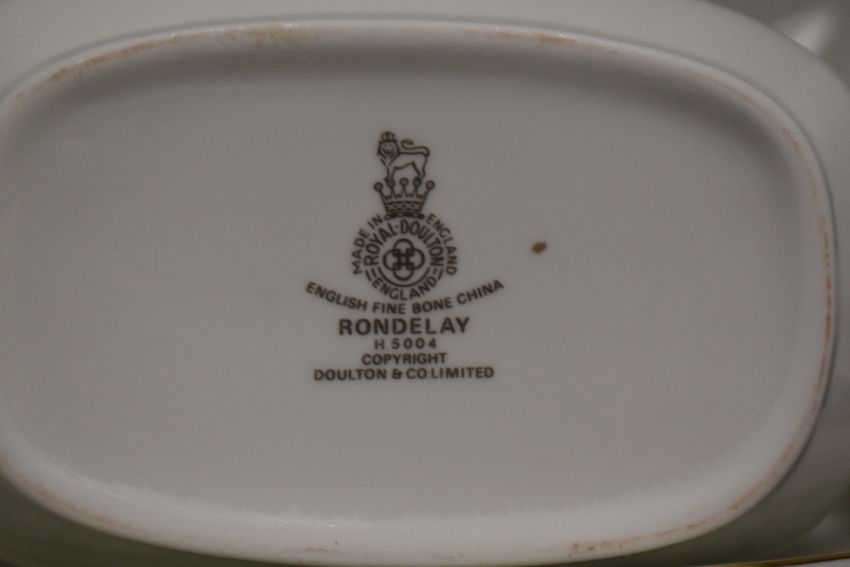 MADE IN ENGLAND
ROYAL·DOULTON
ENGLAND
ENGLISH FINE BONE CHINA
RONDELAY
H.5004
COPYRIGHT
DOULTON & CO.LIMITED